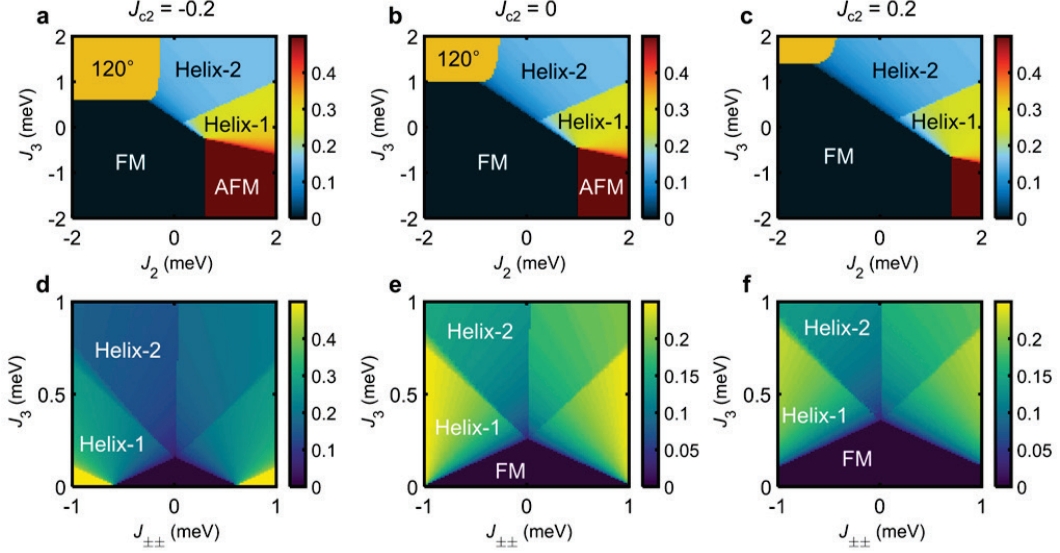 J_c2 = -0.2
J_c2 = 0
J_c2 = 0.2
a
b
c
2
1
0
-1
-2
J_3 (meV)
120°
Helix-2
Helix-1
FM
AFM
-2
0
2
J_2 (meV)
0.4
0.3
0.2
0.1
0
2
1
0
-1
-2
J_3 (meV)
120°
Helix-2
Helix-1
FM
AFM
-2
0
2
J_2 (meV)
0.4
0.3
0.2
0.1
0
2
1
0
-1
-2
J_3 (meV)
Helix-2
Helix-1
FM
-2
0
2
J_2 (meV)
0.4
0.3
0.2
0.1
0
d
e
f
1
0.5
0
J_3 (meV)
Helix-2
Helix-1
-1
0
1
J_±± (meV)
0.4
0.3
0.2
0.1
0
1
0.5
0
J_3 (meV)
Helix-2
Helix-1
FM
-1
0
1
J_±± (meV)
0.2
0.15
0.1
0.05
0
1
0.5
0
J_3 (meV)
Helix-2
Helix-1
FM
-1
0
1
J_±± (meV)
0.2
0.15
0.1
0.05
0